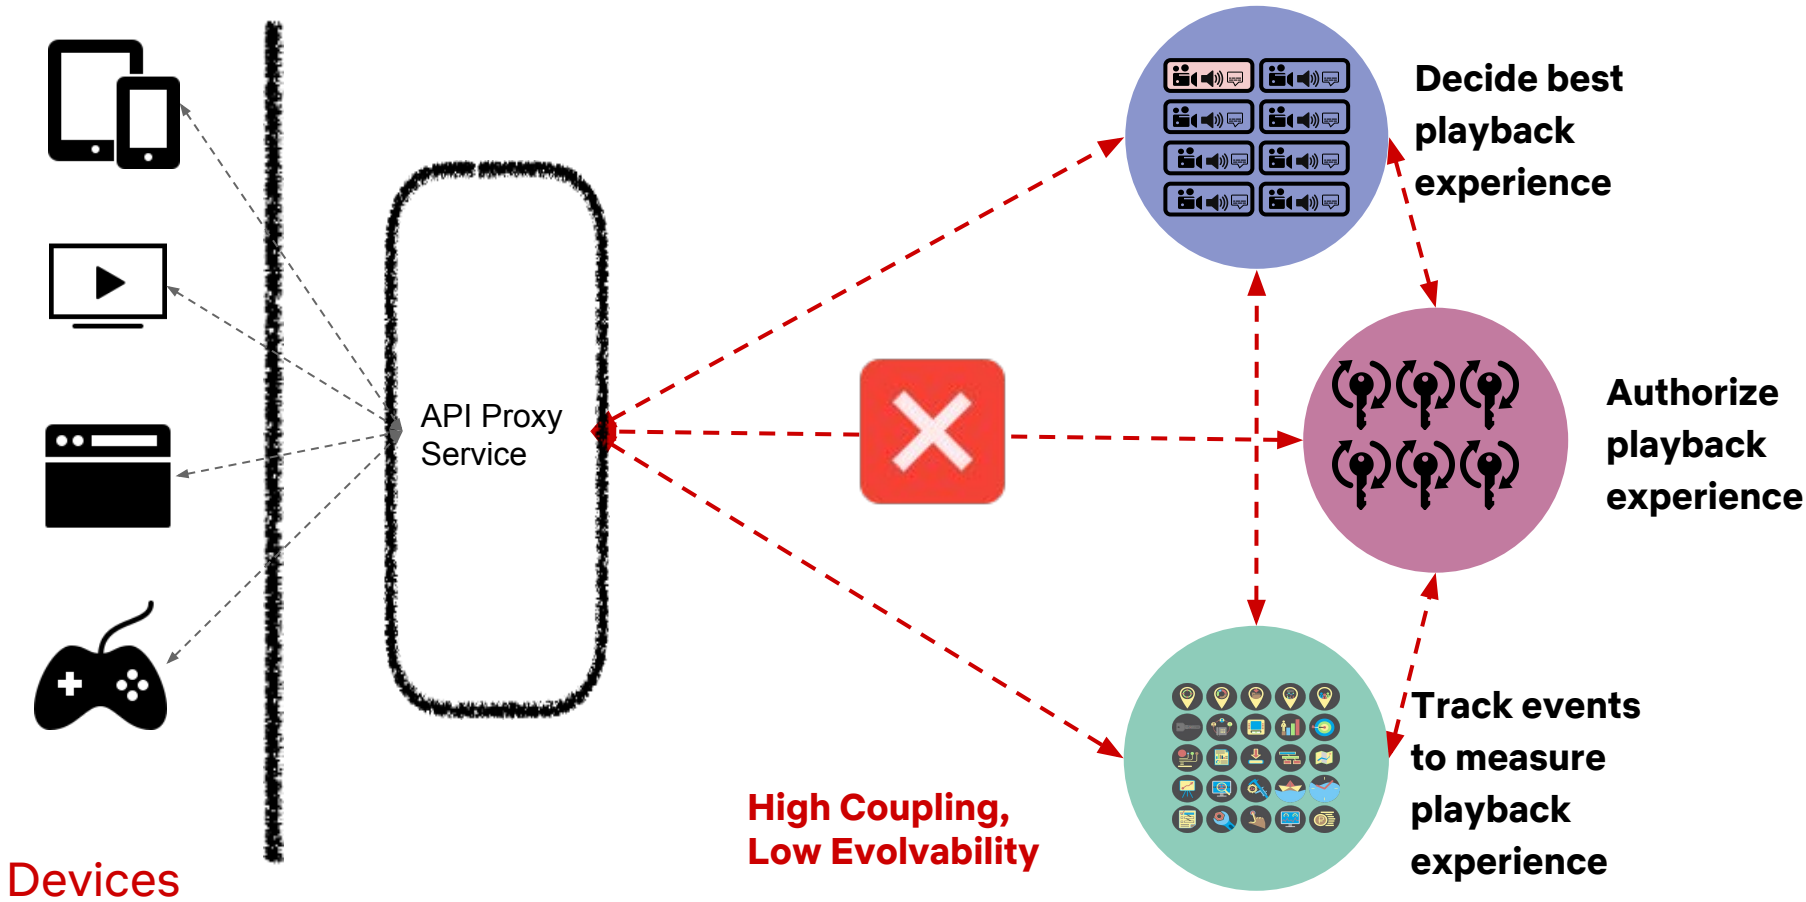 Decide best
playback
experience
API Proxy
Service
Authorize
playback
experience
Track events
to measure
playback
experience
High Coupling,
Low Evolvability
Devices